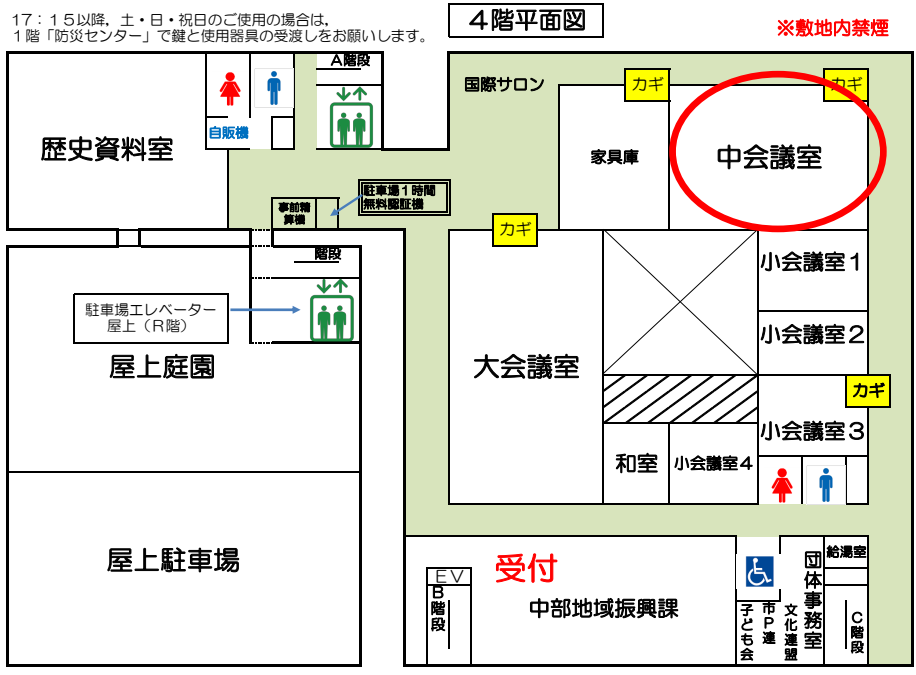 17：15以降，土・日・祝日のご使用の場合は，
1階「防災センター」で鍵と使用器具の受渡しをお願いします。
4階平面図
※敷地内禁煙
A階段
国際サロン
カギ
カギ
自販機
歴史資料室
家具庫
中会議室
駐車場1時間
無料認証機
事前精
算機
カギ
階段
小会議室1
駐車場エレベーター
屋上（R階）
小会議室2
屋上庭園
大会議室
カギ
小会議室3
和室
小会議室4
屋上駐車場
受付
中部地域振興課
EV
B階段
子ども会
市P連
文化連盟
団体事務室
給湯室
C階段